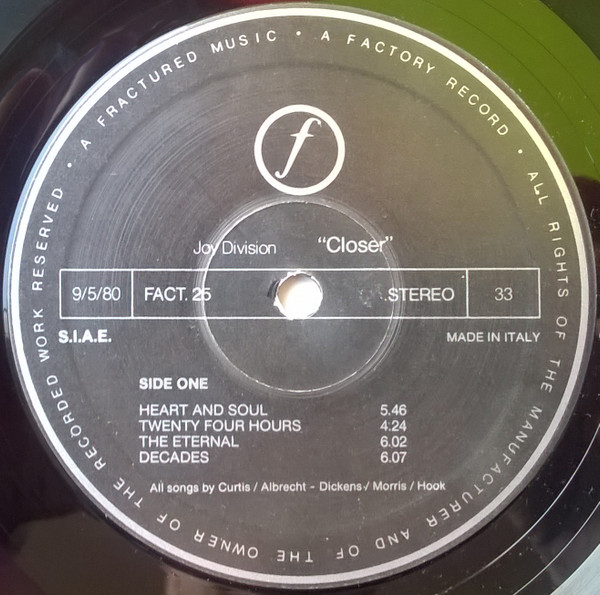 A FRACTURED MUSIC • A FACTORY RECORD • ALL RIGHTS OF THE MANUFACTURER AND OF THE OWNER OF THE RECORDED WORK RESERVED •
f
Joy Division "Closer"
9/5/80 FACT. 25 STEREO 33
S.I.A.E. MADE IN ITALY
SIDE ONE
HEART AND SOUL 5.46
TWENTY FOUR HOURS 4:24
THE ETERNAL 6.02
DECADES 6.07
All songs by Curtis / Albrecht - Dickens / Morris / Hook